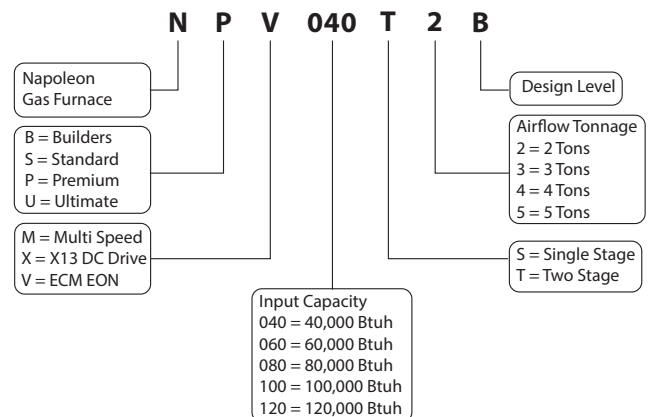 N P V 040 T 2 B
Napoleon
Gas Furnace
B = Builders
S = Standard
P = Premium
U = Ultimate
M = Multi Speed
X = X13 DC Drive
V = ECM EON
Input Capacity
040 = 40,000 Btuh
060 = 60,000 Btuh
080 = 80,000 Btuh
100 = 100,000 Btuh
120 = 120,000 Btuh
Design Level
Airflow Tonnage
2 = 2 Tons
3 = 3 Tons
4 = 4 Tons
5 = 5 Tons
S = Single Stage
T = Two Stage